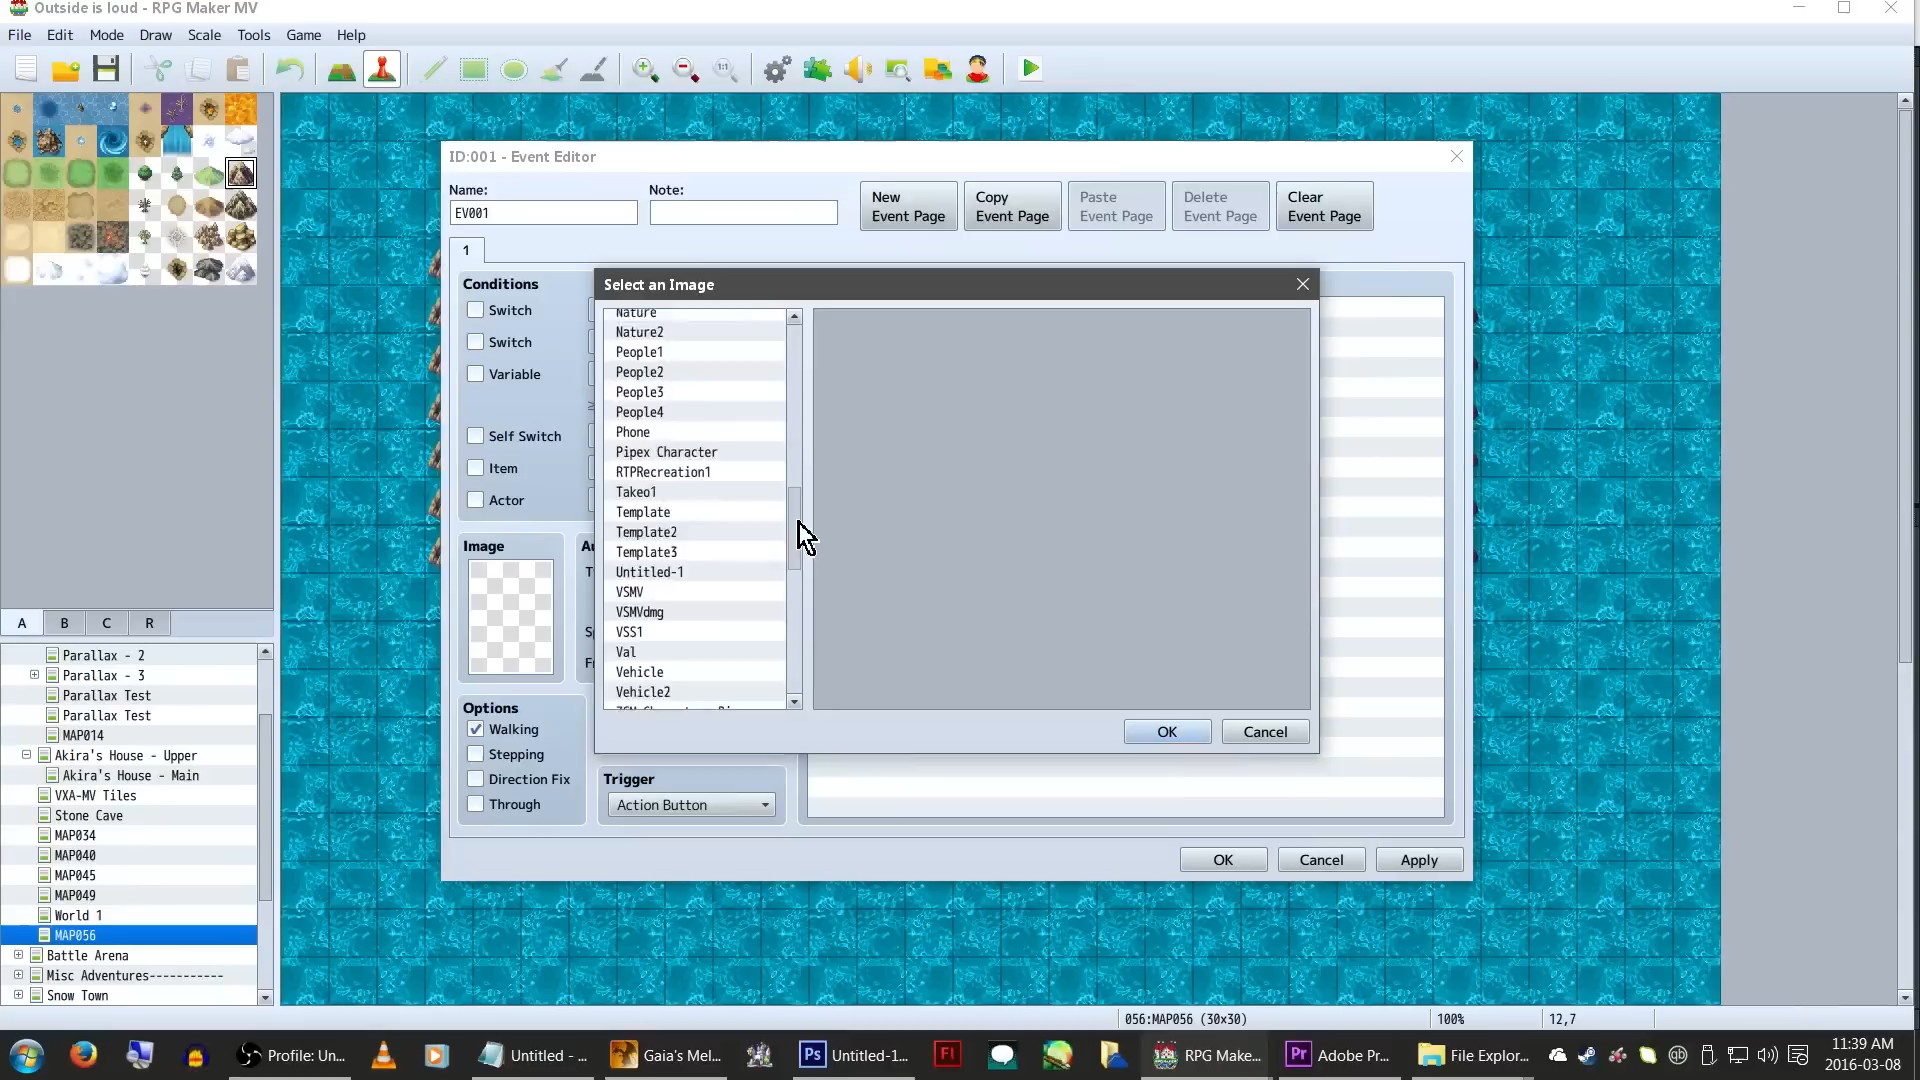 Outside is loud - RPG Maker MV
File Edit Mode Draw Scale Tools Game Help
1:1
ID:001 - Event Editor
Name:
Note:
EV001
New Event Page
Copy Event Page
Paste Event Page
Delete Event Page
Clear Event Page
1
Conditions
Switch
Switch
Variable
Self Switch
Item
Actor
Image
Options
Walking
Stepping
Direction Fix
Through
Trigger
Action Button
OK
Cancel
Apply
Select an Image
Nature
Nature2
People1
People2
People3
People4
Phone
Pipex Character
RTPRecreation1
Takeo1
Template
Template2
Template3
Untitled-1
VSMV
VSMVdmg
VSS1
Val
Vehicle
Vehicle2
OK
Cancel
A B C R
Parallax - 2
Parallax - 3
Parallax Test
Parallax Test
MAP014
Akira's House - Upper
Akira's House - Main
VXA-MV Tiles
Stone Cave
MAP034
MAP040
MAP045
MAP049
World 1
MAP056
Battle Arena
Misc Adventures-----------
Snow Town
056:MAP056 (30x30)
100%
12,7
Profile: Un...
Untitled - ...
Gaia's Mel...
Ps
Untitled-1...
Fl
RPG Make...
Pr
Adobe Pr...
File Explor...
11:39 AM
2016-03-08